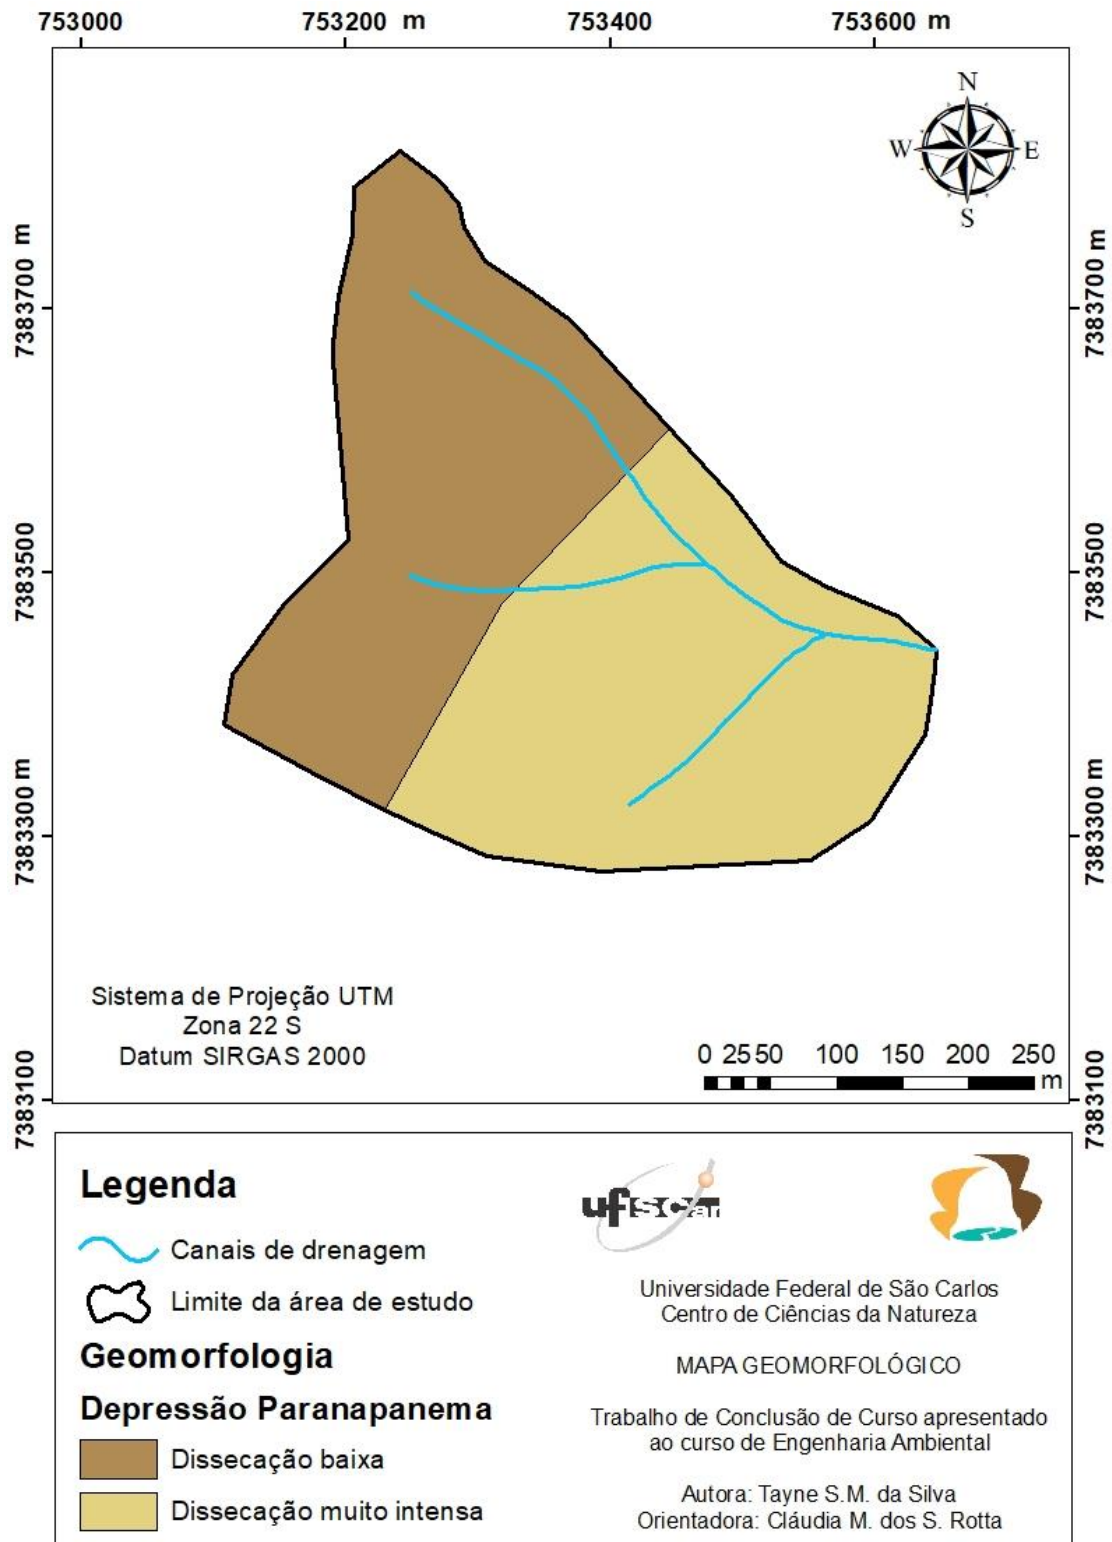 753000 753200 m 753400 753600 m
N
W E
S
7383700 m 7383700 m
7383500 7383500
7383300 m 7383300 m
7383100 7383100
Sistema de Projeção UTM
Zona 22 S
Datum SIRGAS 2000
0 25 50 100 150 200 250
m
Legenda
Canais de drenagem
Limite da área de estudo
Geomorfologia
Depressão Paranapanema
Dissecação baixa
Dissecação muito intensa
ufscar
Universidade Federal de São Carlos
Centro de Ciências da Natureza
MAPA GEOMORFOLÓGICO
Trabalho de Conclusão de Curso apresentado
ao curso de Engenharia Ambiental
Autora: Tayne S.M. da Silva
Orientadora: Cláudia M. dos S. Rotta